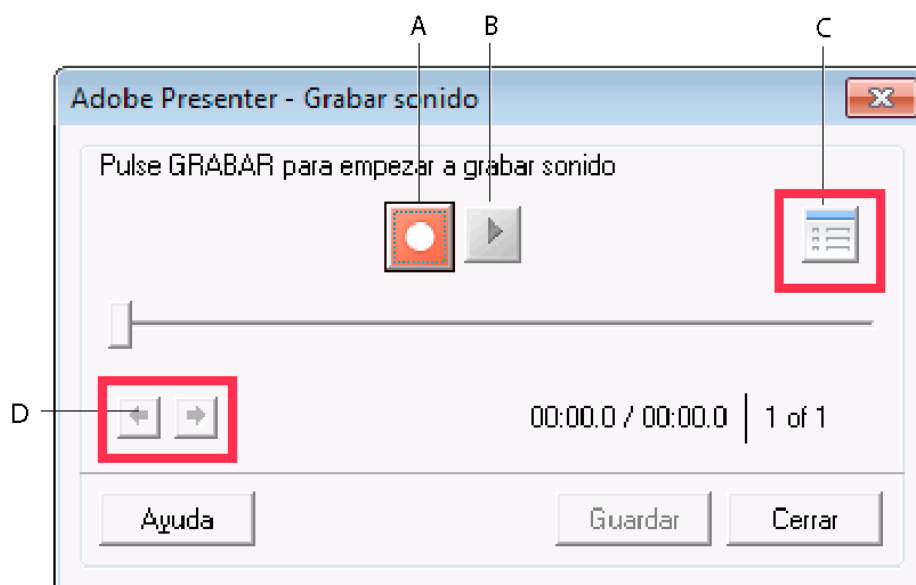 A B C
Adobe Presenter - Grabar sonido
Pulse GRABAR para empezar a grabar sonido
D
00:00.0 / 00:00.0 1 of 1
Ayuda Guardar Cerrar